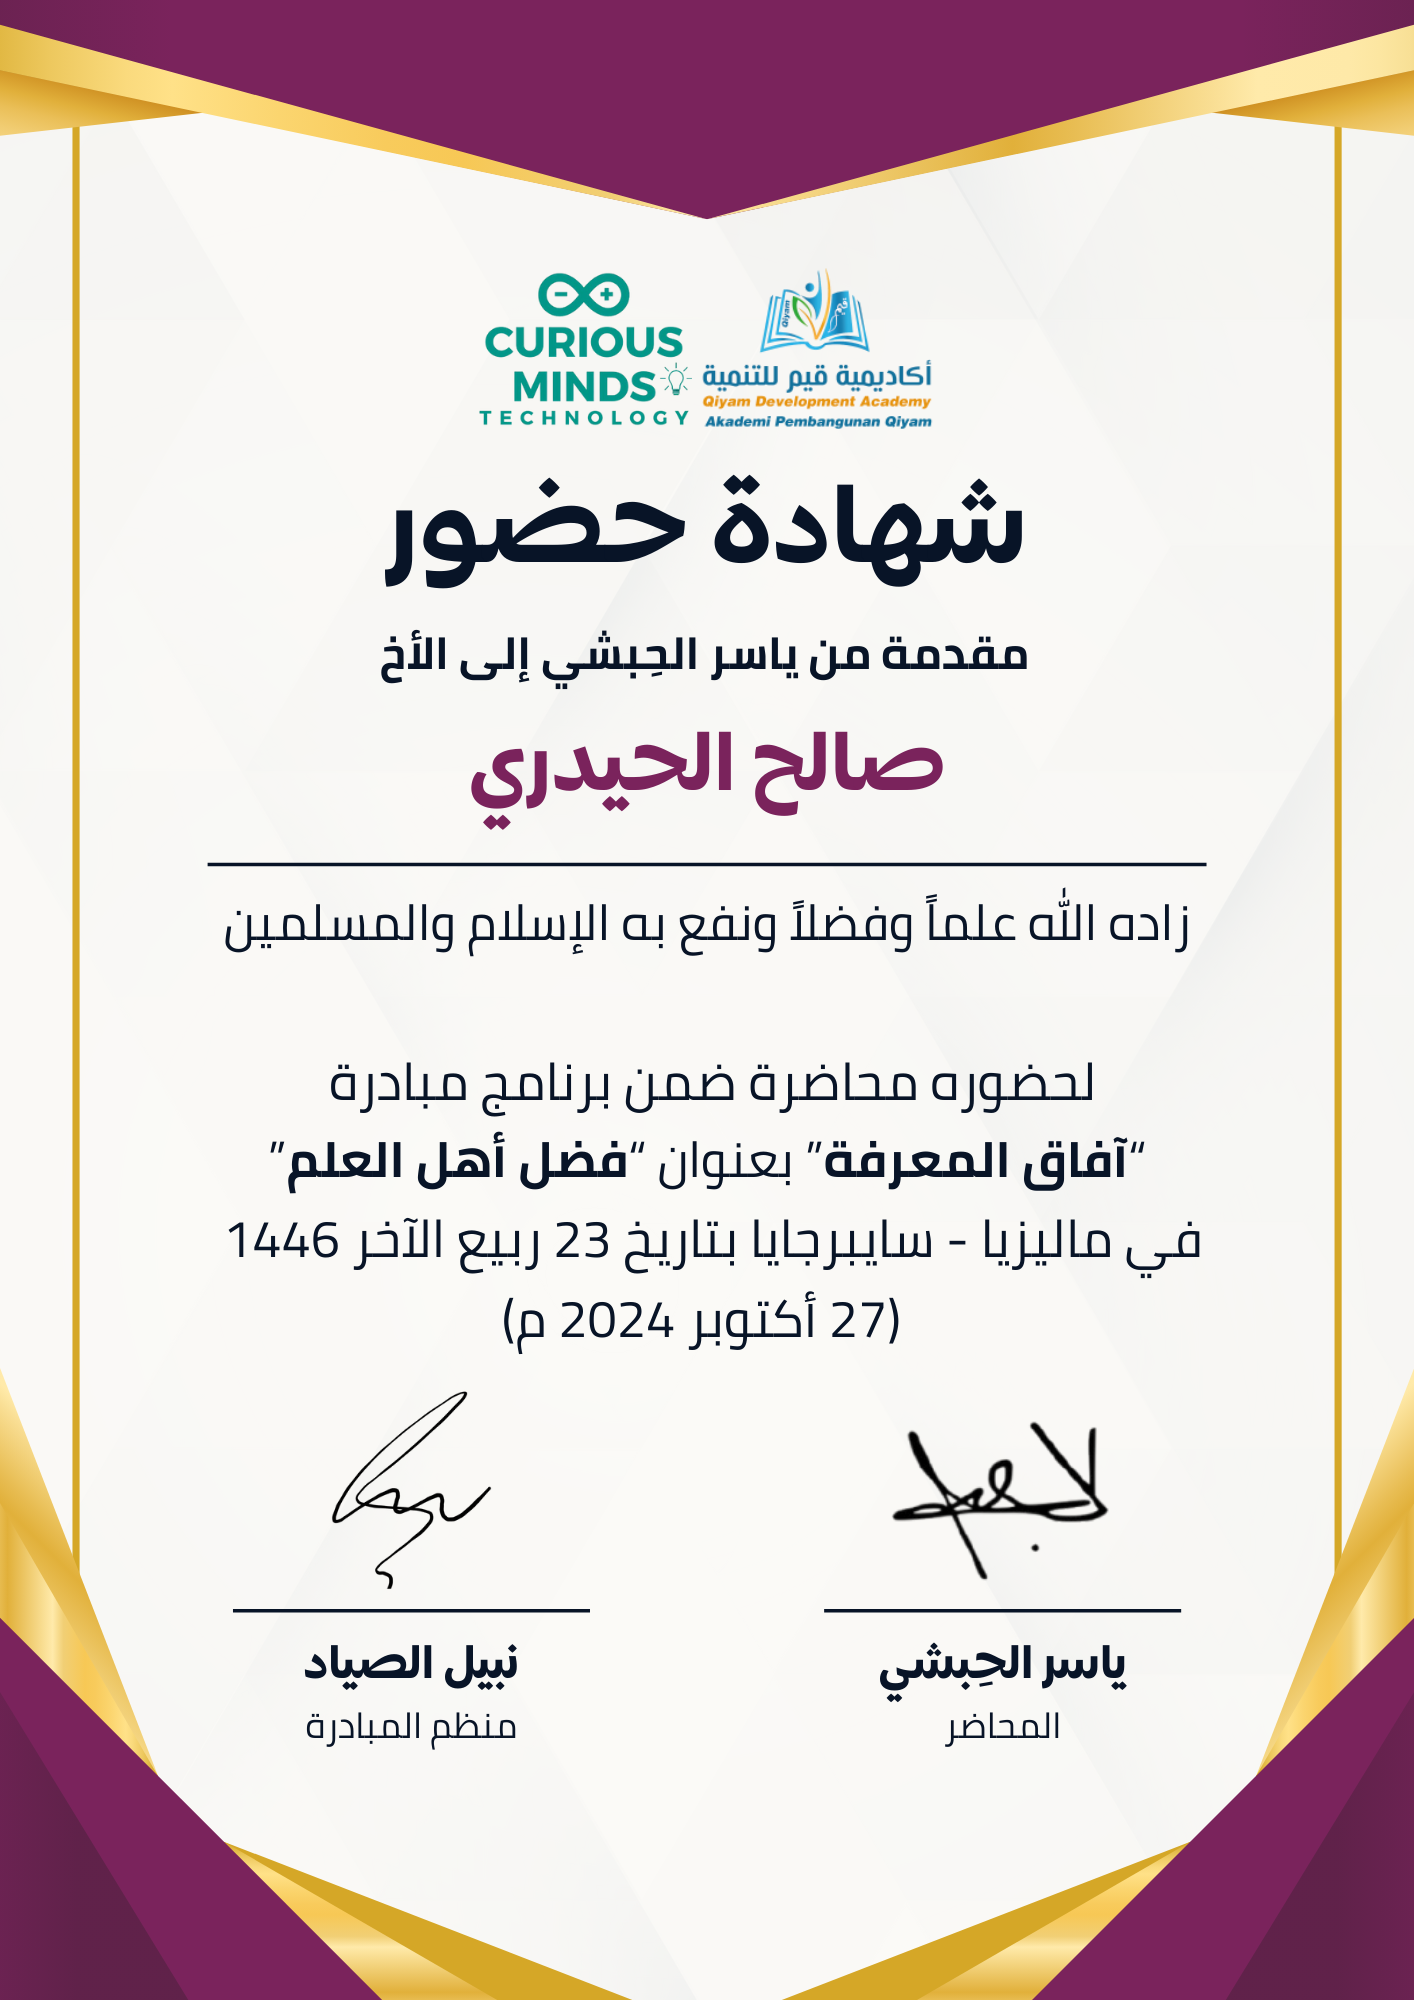 CURIOUS
MINDS
TECHNOLOGY
Qiyam
قيم
أكاديمية قيم للتنمية
Qiyam Development Academy
Akademi Pembangunan Qiyam
شهادة حضور
مقدمة من ياسر الحِبشي إلى الأخ
صالح الحيدري
زاده الله علماً وفضلاً ونفع به الإسلام والمسلمين
لحضوره محاضرة ضمن برنامج مبادرة
“آفاق المعرفة” بعنوان “فضل أهل العلم”
في ماليزيا - سايبرجايا بتاريخ 23 ربيع الآخر 1446
(27 أكتوبر 2024 م)
ياسر الحِبشي
المحاضر
نبيل الصياد
منظم المبادرة